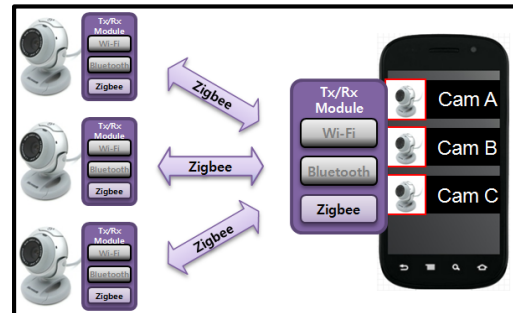 Tx/Rx
Module
Wi-Fi
Bluetooth
Zigbee
Tx/Rx
Module
Wi-Fi
Bluetooth
Zigbee
Tx/Rx
Module
Wi-Fi
Bluetooth
Zigbee
Zigbee
Zigbee
Zigbee
Tx/Rx
Module
Wi-Fi
Bluetooth
Zigbee
Cam A
Cam B
Cam C